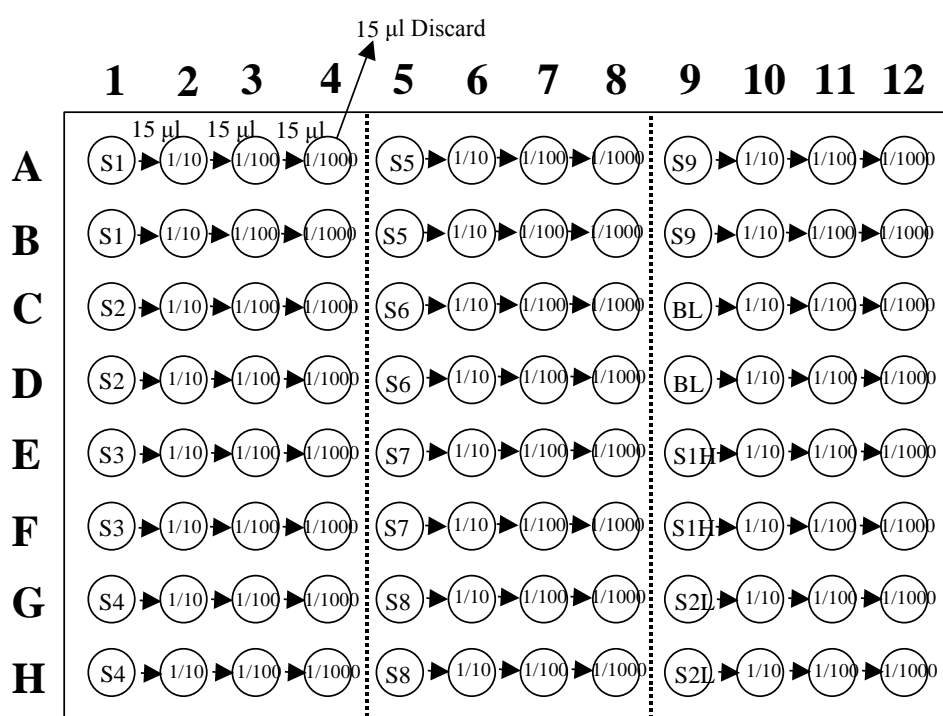 15 μl Discard
1 2 3 4 5 6 7 8 9 10 11 12
15 μl 15 μl 15 μl
A S1 1/10 1/100 1/1000 S5 1/10 1/100 1/1000 S9 1/10 1/100 1/1000
B S1 1/10 1/100 1/1000 S5 1/10 1/100 1/1000 S9 1/10 1/100 1/1000
C S2 1/10 1/100 1/1000 S6 1/10 1/100 1/1000 BL 1/10 1/100 1/1000
D S2 1/10 1/100 1/1000 S6 1/10 1/100 1/1000 BL 1/10 1/100 1/1000
E S3 1/10 1/100 1/1000 S7 1/10 1/100 1/1000 S1H 1/10 1/100 1/1000
F S3 1/10 1/100 1/1000 S7 1/10 1/100 1/1000 S1H 1/10 1/100 1/1000
G S4 1/10 1/100 1/1000 S8 1/10 1/100 1/1000 S2L 1/10 1/100 1/1000
H S4 1/10 1/100 1/1000 S8 1/10 1/100 1/1000 S2L 1/10 1/100 1/1000